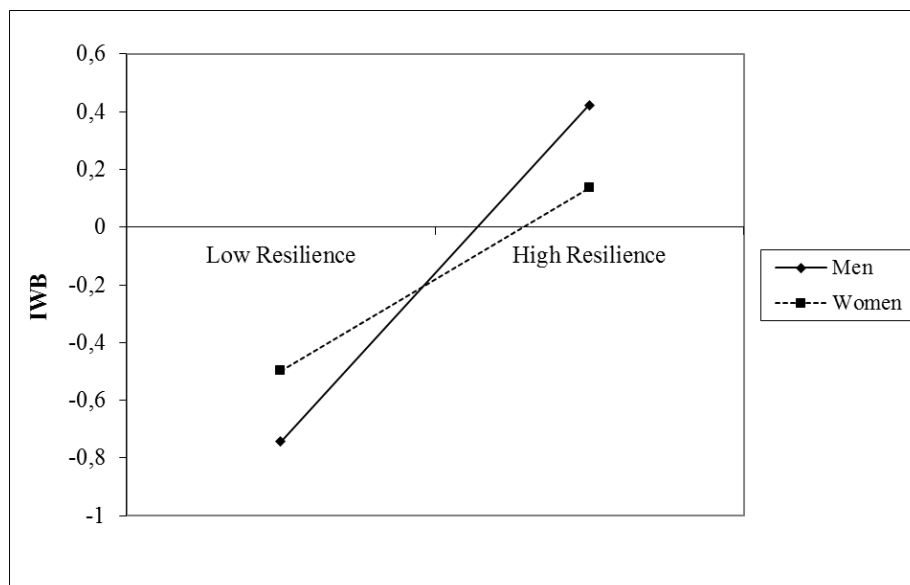 0,6
0,4
0,2
0
-0,2
-0,4
-0,6
-0,8
-1
IWB
Low Resilience
High Resilience
Men
Women